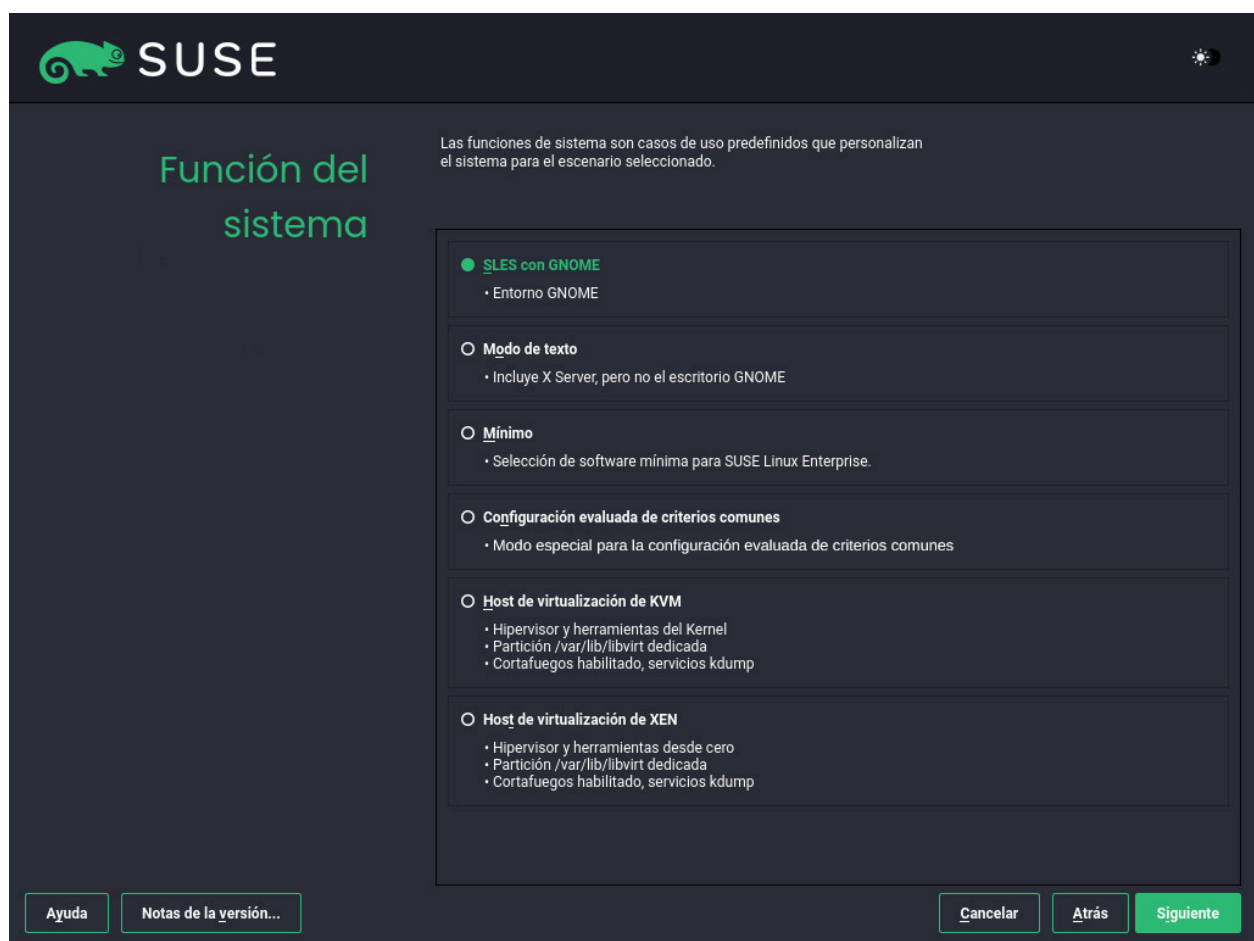 SUSE
Función del
sistema
Las funciones de sistema son casos de uso predefinidos que personalizan
el sistema para el escenario seleccionado.
SLES con GNOME
• Entorno GNOME
Modo de texto
• Incluye X Server, pero no el escritorio GNOME
Mínimo
• Selección de software mínima para SUSE Linux Enterprise.
Configuración evaluada de criterios comunes
• Modo especial para la configuración evaluada de criterios comunes
Host de virtualización de KVM
• Hipervisor y herramientas del Kernel
• Partición /var/lib/libvirt dedicada
• Cortafuegos habilitado, servicios kdump
Host de virtualización de XEN
• Hipervisor y herramientas desde cero
• Partición /var/lib/libvirt dedicada
• Cortafuegos habilitado, servicios kdump
Ayuda Notas de la versión... Cancelar Atrás Siguiente